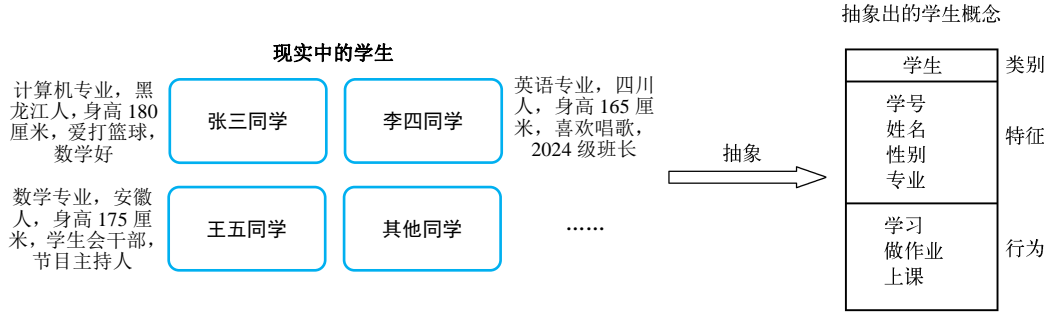 现实中的学生
计算机专业，黑
龙江人，身高 180
厘米，爱打篮球，
数学好
张三同学
李四同学
英语专业，四川
人，身高 165 厘
米，喜欢唱歌，
2024 级班长
数学专业，安徽
人，身高 175 厘
米，学生会干部，
节目主持人
王五同学
其他同学
……
抽象
抽象出的学生概念
学生
类别
学号
姓名
性别
专业
特征
学习
做作业
上课
行为